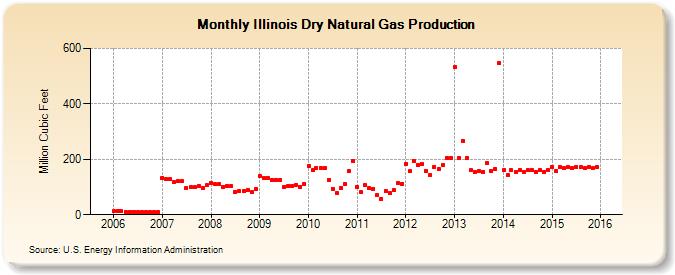 Monthly Illinois Dry Natural Gas Production
Million Cubic Feet
600
400
200
0
2006 2007 2008 2009 2010 2011 2012 2013 2014 2015 2016
Source: U.S. Energy Information Administration